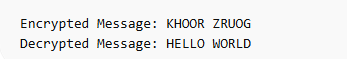 Encrypted Message: KHOOR ZRUOG
Decrypted Message: HELLO WORLD